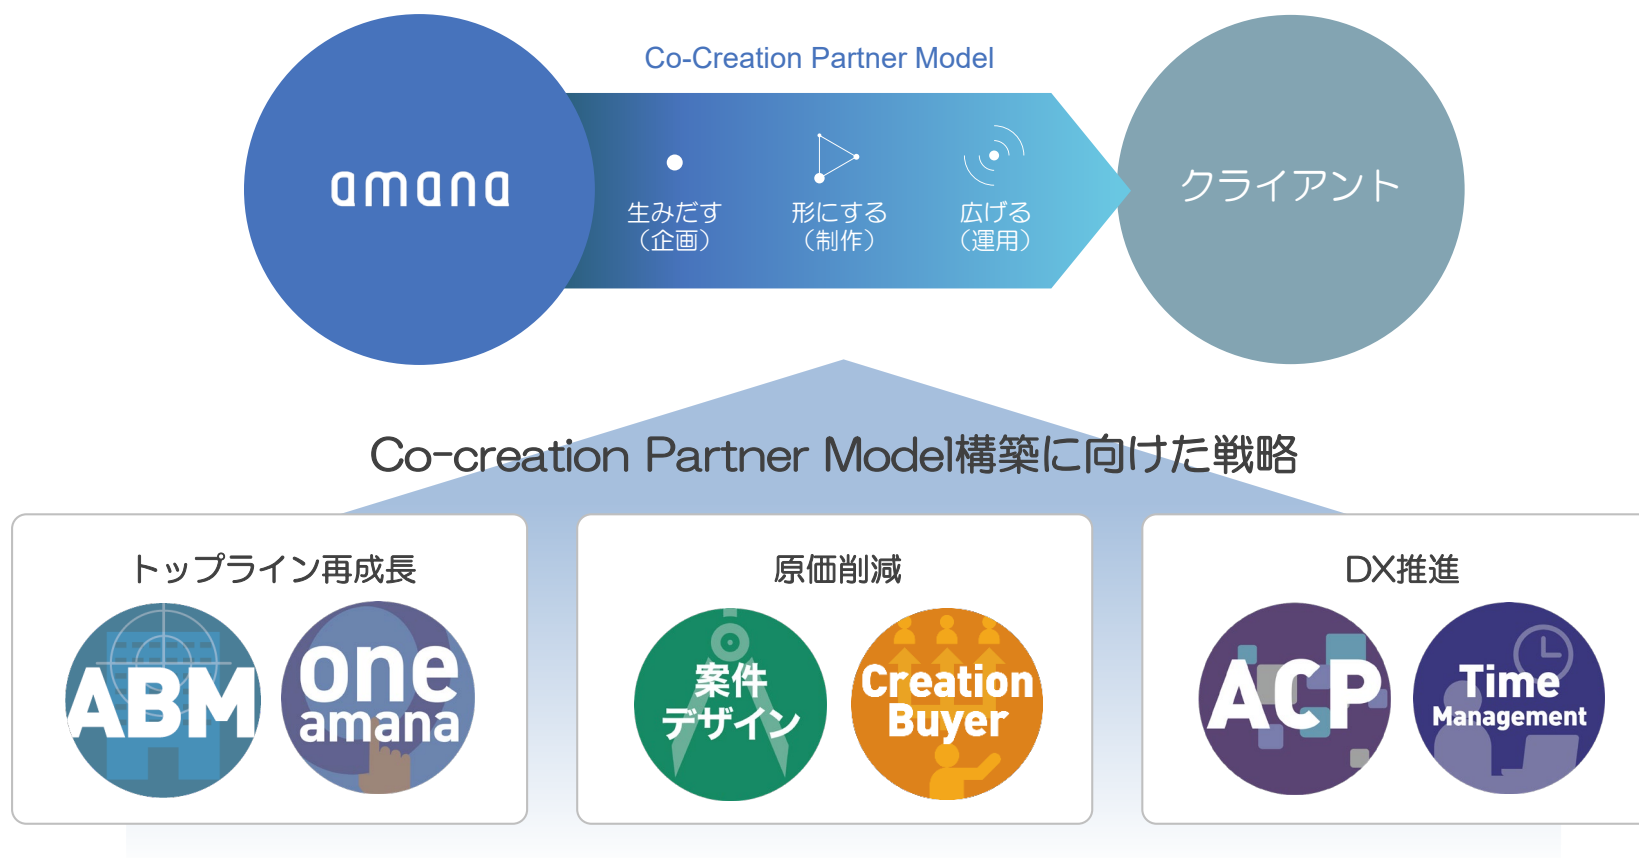 Co-Creation Partner Model
amana
生みだす
（企画）
形にする
（制作）
広げる
（運用）
クライアント
Co-creation Partner Model構築に向けた戦略
トップライン再成長
ABM
one
amana
原価削減
案件
デザイン
Creation
Buyer
DX推進
ACP
Time
Management